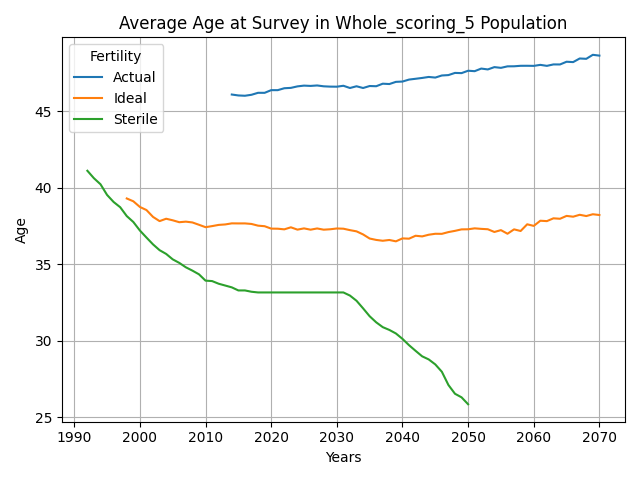 Average Age at Survey in Whole_scoring_5 Population
Fertility
Actual
Ideal
Sterile
Age
45
40
35
30
25
1990 2000 2010 2020 2030 2040 2050 2060 2070
Years